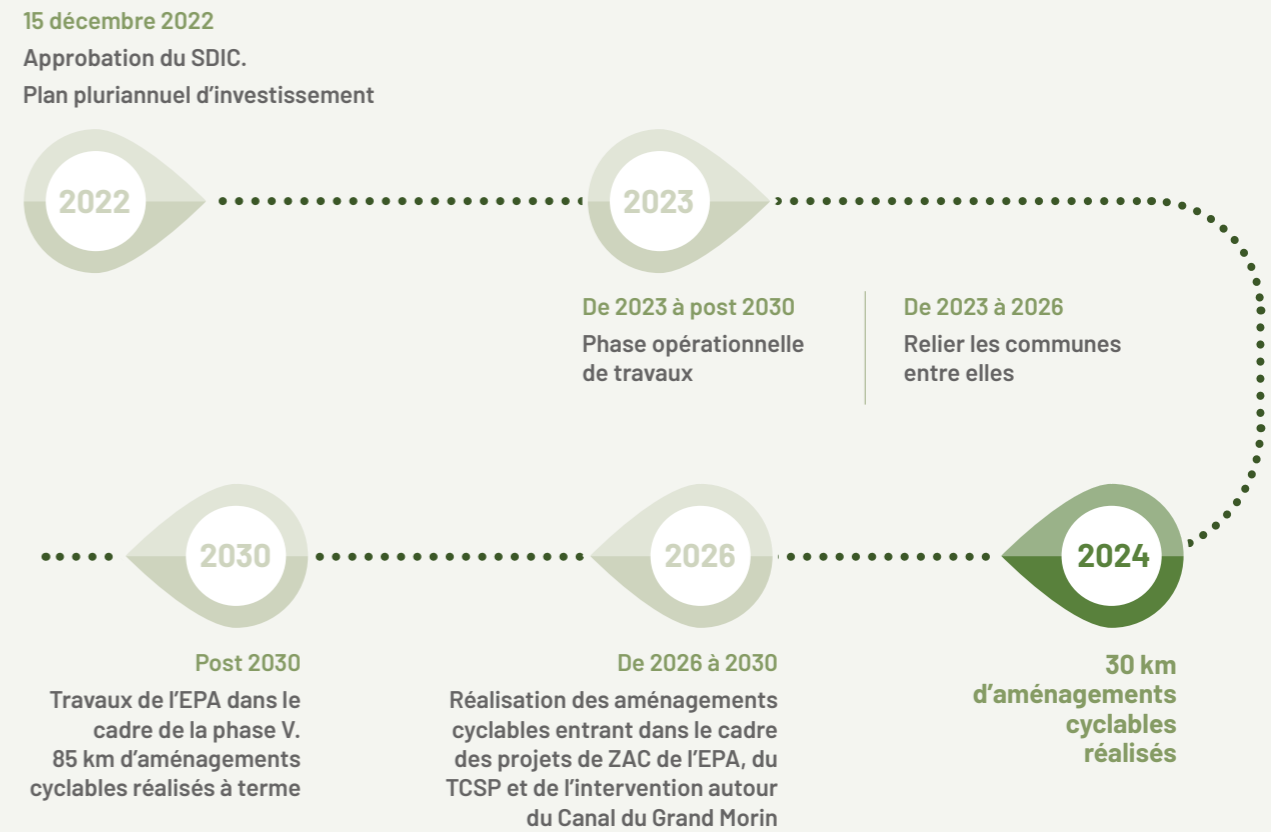 15 décembre 2022
Approbation du SDIC.
Plan pluriannuel d’investissement
2022
2023
De 2023 à post 2030
Phase opérationnelle
de travaux
De 2023 à 2026
Relier les communes
entre elles
2024
30 km
d’aménagements
cyclables
réalisés
2026
De 2026 à 2030
Réalisation des aménagements
cyclables entrant dans le cadre
des projets de ZAC de l’EPA, du
TCSP et de l’intervention autour
du Canal du Grand Morin
2030
Post 2030
Travaux de l’EPA dans le
cadre de la phase V.
85 km d’aménagements
cyclables réalisés à terme